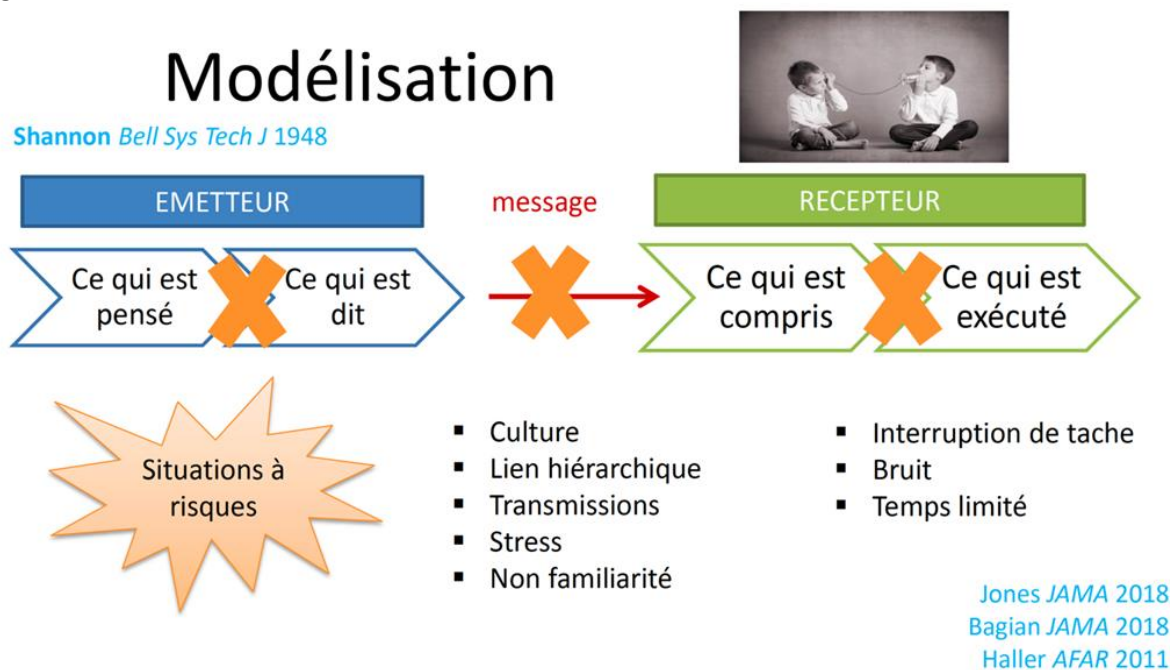 Modélisation
Shannon Bell Sys Tech J 1948
EMETTEUR
message
RECEPTEUR
Ce qui est
pensé
Ce qui est
dit
Ce qui est
compris
Ce qui est
exécuté
Situations à
risques
▪ Culture
▪ Lien hiérarchique
▪ Transmissions
▪ Stress
▪ Non familiarité
▪ Interruption de tache
▪ Bruit
▪ Temps limité
Jones JAMA 2018
Bagian JAMA 2018
Haller AFAR 2011